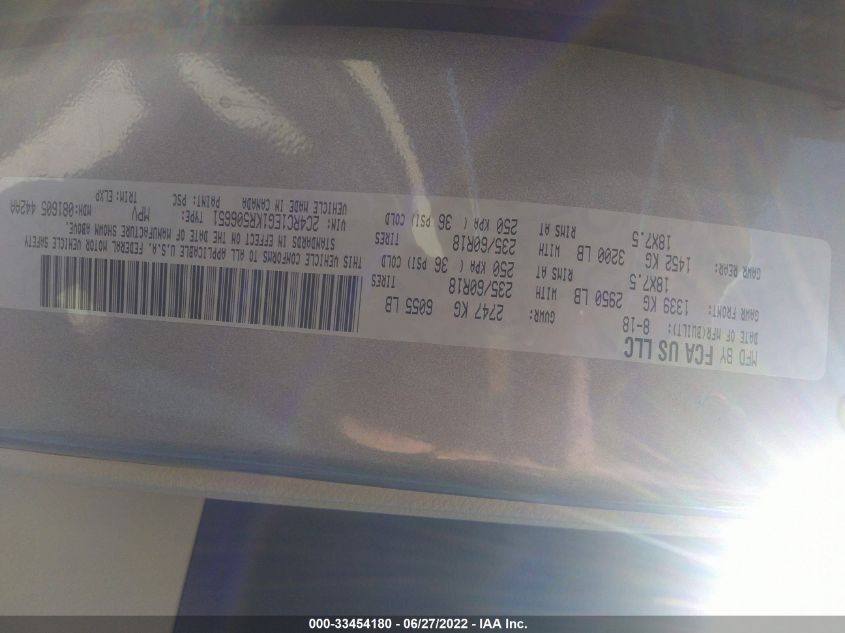 MFD BY FCA US LLC
DATE OF MFR(BUILT): 8-18
GVWR: 2747 KG 6055 LB
GAWR FRONT: 1339 KG 2950 LB WITH 235/60R18 TIRES
18X7.5 RIMS AT 250 KPA ( 36 PSI) COLD
GAWR REAR: 1452 KG 3200 LB WITH 235/60R18 TIRES
18X7.5 RIMS AT 250 KPA ( 36 PSI) COLD
THIS VEHICLE CONFORMS TO ALL APPLICABLE U.S.A. FEDERAL MOTOR VEHICLE SAFETY
STANDARDS IN EFFECT ON THE DATE OF MANUFACTURE SHOWN ABOVE.
VIN: 2C4RC1EG1KR506651 TYPE: MPV MDH:081605 442AA
VEHICLE MADE IN CANADA PAINT: PSC TRIM: ELXP
000-33454180 - 06/27/2022 - IAA Inc.